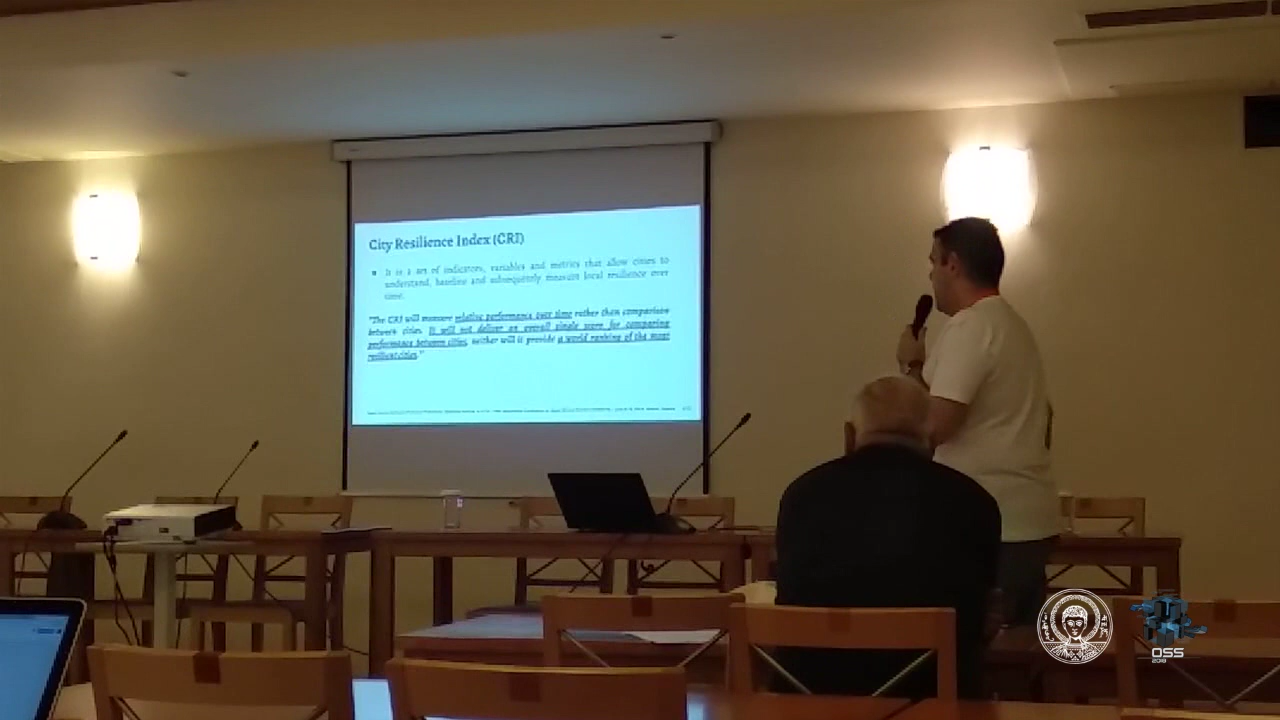 City Resilience Index (CRI)
It is a set of indicators, variables and metrics that allow cities to
understand, baseline and subsequently measure local resilience over
time.
"The CRI will measure relative performance over time rather than comparison
between cities. It will not deliver an overall single score for comparing
performance between cities, neither will it provide a world ranking of the most
resilient cities."
OSS
2018